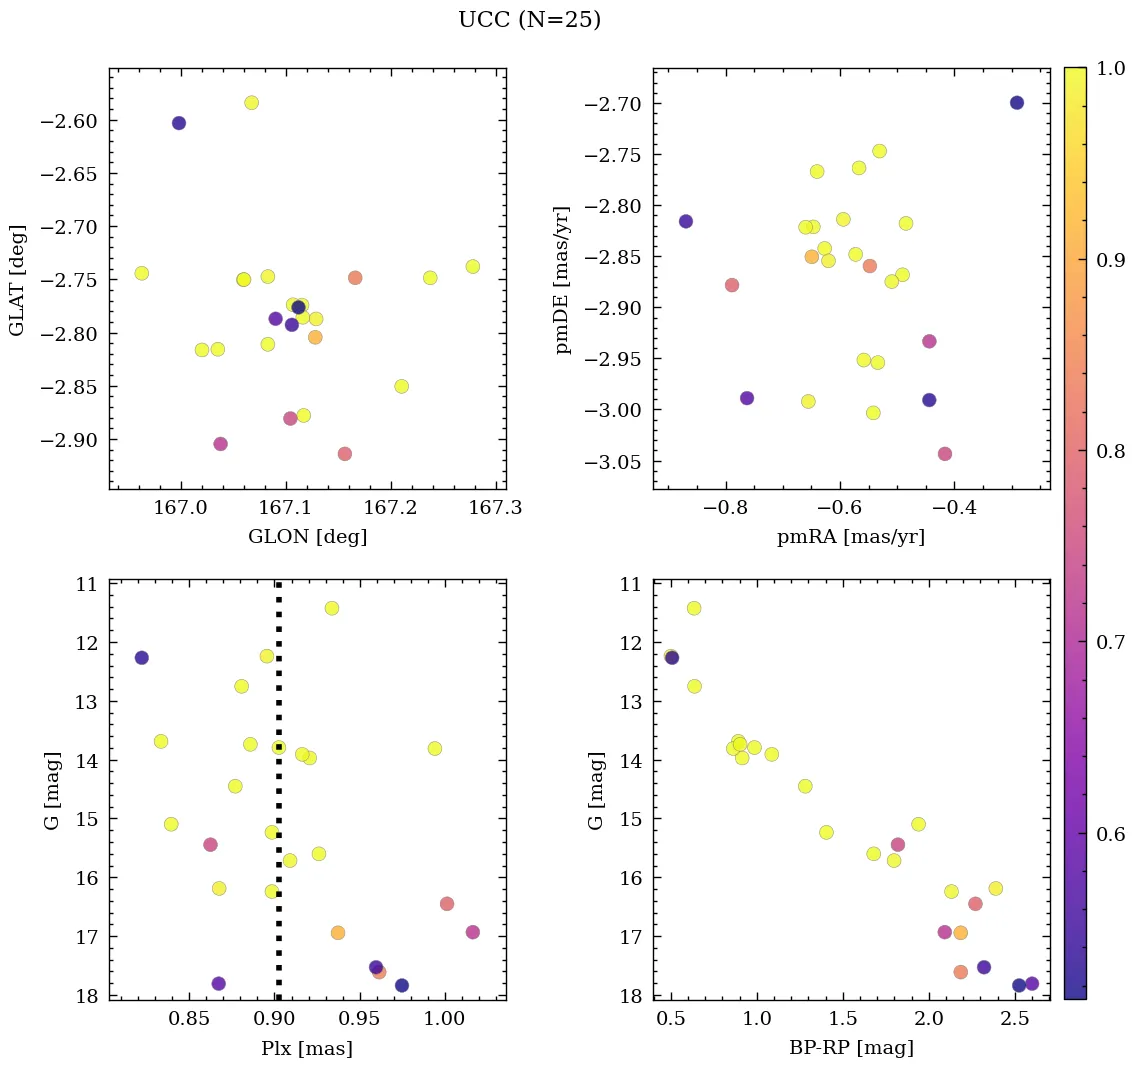 UCC (N=25)
−2.60
−2.65
−2.70
−2.75
−2.80
−2.85
−2.90
GLAT [deg]
167.0 167.1 167.2 167.3
GLON [deg]
−2.70
−2.75
−2.80
−2.85
−2.90
−2.95
−3.00
−3.05
pmDE [mas/yr]
−0.8 −0.6 −0.4
pmRA [mas/yr]
1.0
0.9
0.8
0.7
0.6
11
12
13
14
15
16
17
18
G [mag]
0.85 0.90 0.95 1.00
Plx [mas]
11
12
13
14
15
16
17
18
G [mag]
0.5 1.0 1.5 2.0 2.5
BP-RP [mag]